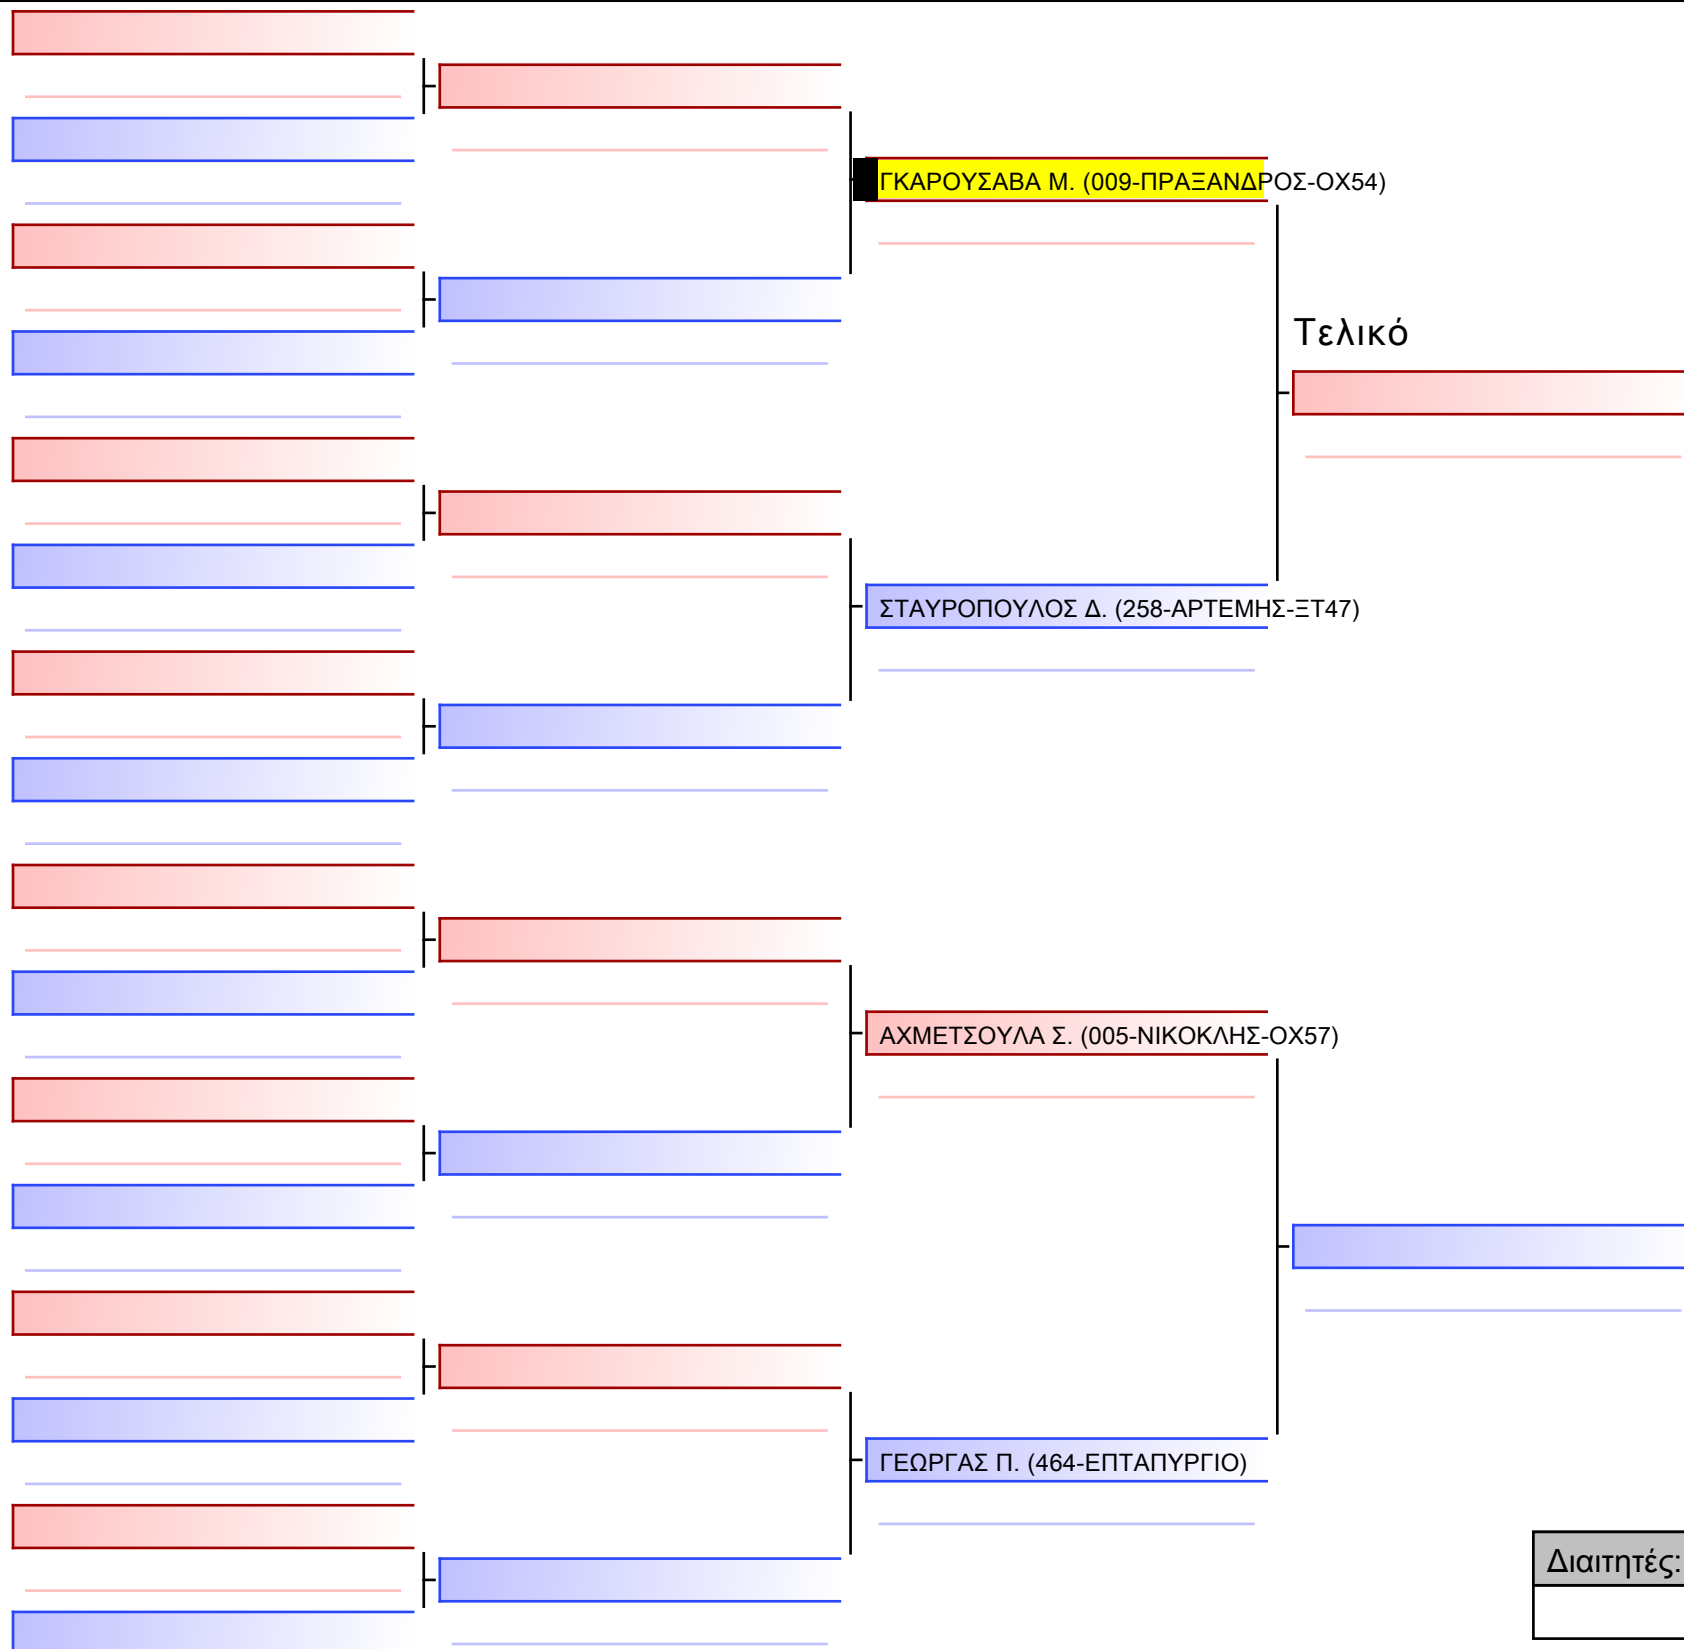 ΓΚΑΡΟΥΣΑΒΑ Μ. (009-ΠΡΑΞΑΝΔΡΟΣ-ΟΧ54)
Τελικό
ΣΤΑΥΡΟΠΟΥΛΟΣ Δ. (258-ΑΡΤΕΜΗΣ-ΞΤ47)
ΑΧΜΕΤΣΟΥΛΑ Σ. (005-ΝΙΚΟΚΛΗΣ-ΟΧ57)
ΓΕΩΡΓΑΣ Π. (464-ΕΠΤΑΠΥΡΓΙΟ)
Διαιτητές: